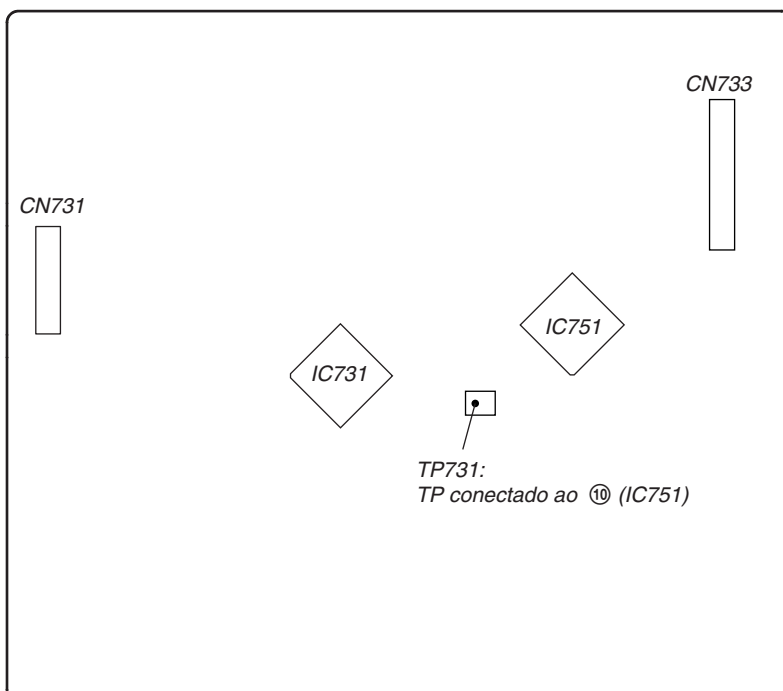 CN733
CN731
IC751
IC731
TP731:
TP conectado ao ⑩ (IC751)